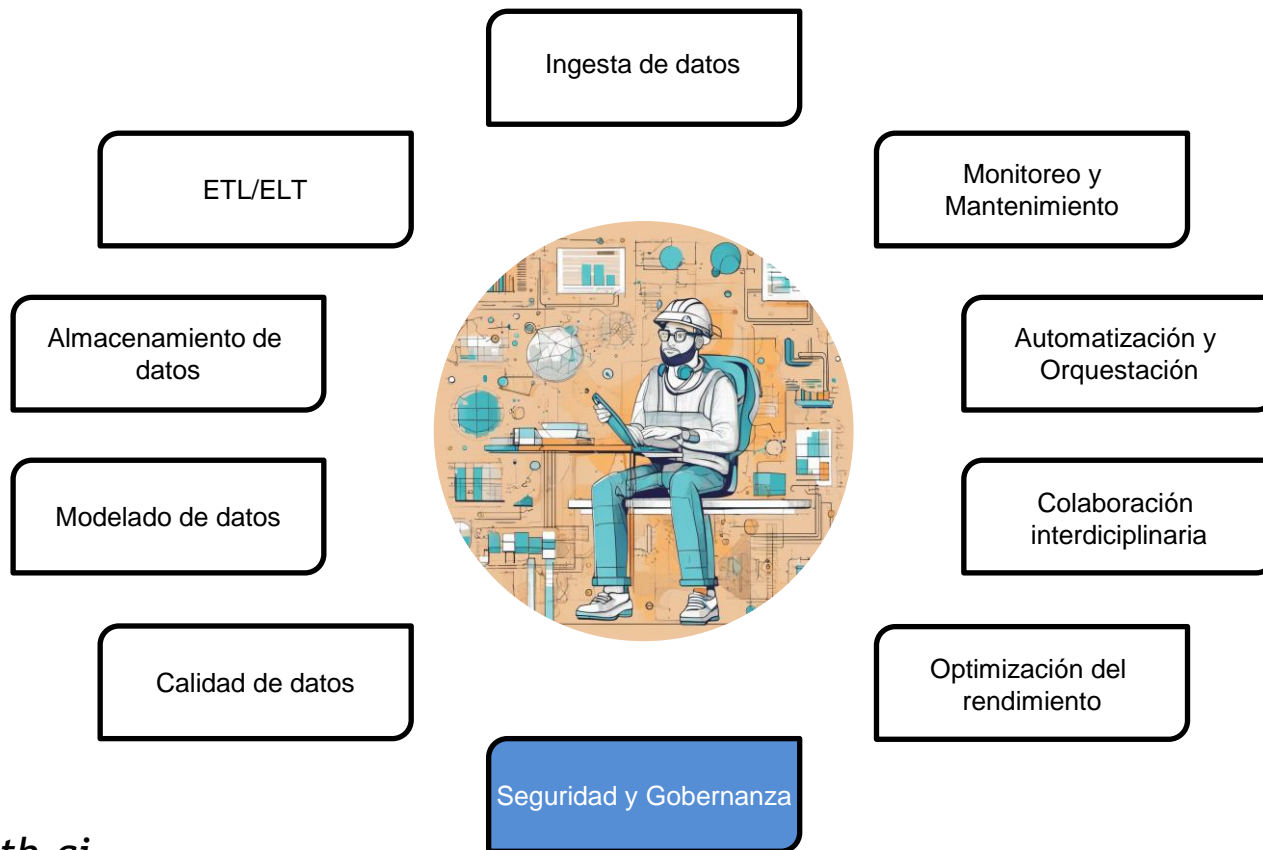 Ingesta de datos
ETL/ELT
Monitoreo y
Mantenimiento
Almacenamiento de
datos
Automatización y
Orquestación
Modelado de datos
Colaboración
interdiciplinaria
Calidad de datos
Optimización del
rendimiento
Seguridad y Gobernanza